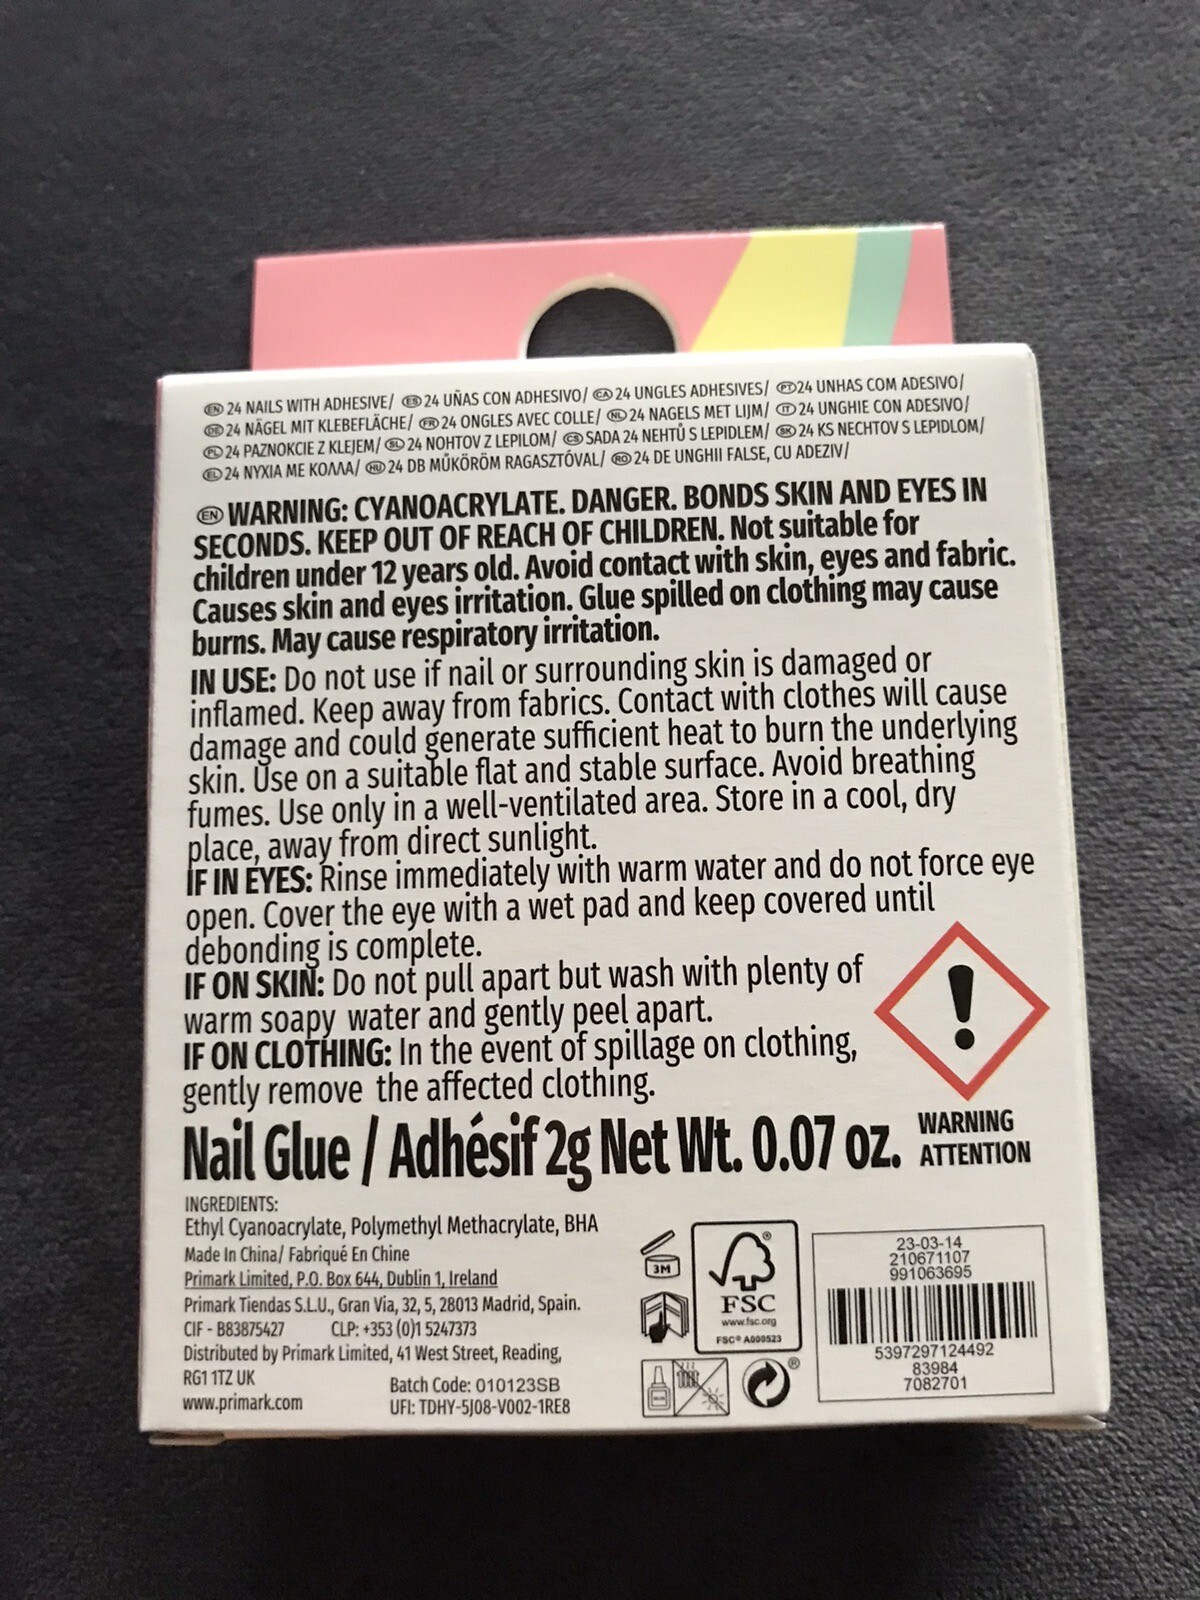 EN 24 NAILS WITH ADHESIVE/ ES 24 UÑAS CON ADHESIVO/ CA 24 UNGLES ADHESIVES/ PT 24 UNHAS COM ADESIVO/
DE 24 NÄGEL MIT KLEBEFLÄCHE/ FR 24 ONGLES AVEC COLLE/ NL 24 NAGELS MET LIJM/ IT 24 UNGHIE CON ADESIVO/
PL 24 PAZNOKCIE Z KLEJEM/ SL 24 NOHTOV Z LEPILOM/ CS SADA 24 NEHTŮ S LEPIDLEM/ SK 24 KS NECHTOV S LEPIDLOM/
EL 24 ΝΥΧΙΑ ΜΕ ΚΟΛΛΑ/ HU 24 DB MŰKÖRÖM RAGASZTÓVAL/ RO 24 DE UNGHII FALSE, CU ADEZIV/
EN WARNING: CYANOACRYLATE. DANGER. BONDS SKIN AND EYES IN
SECONDS. KEEP OUT OF REACH OF CHILDREN. Not suitable for
children under 12 years old. Avoid contact with skin, eyes and fabric.
Causes skin and eyes irritation. Glue spilled on clothing may cause
burns. May cause respiratory irritation.
IN USE: Do not use if nail or surrounding skin is damaged or
inflamed. Keep away from fabrics. Contact with clothes will cause
damage and could generate sufficient heat to burn the underlying
skin. Use on a suitable flat and stable surface. Avoid breathing
fumes. Use only in a well-ventilated area. Store in a cool, dry
place, away from direct sunlight.
IF IN EYES: Rinse immediately with warm water and do not force eye
open. Cover the eye with a wet pad and keep covered until
debonding is complete.
IF ON SKIN: Do not pull apart but wash with plenty of
warm soapy water and gently peel apart.
IF ON CLOTHING: In the event of spillage on clothing,
gently remove the affected clothing.
Nail Glue / Adhésif 2g Net Wt. 0.07 oz.
WARNING
ATTENTION
INGREDIENTS:
Ethyl Cyanoacrylate, Polymethyl Methacrylate, BHA
Made In China/ Fabriqué En Chine
Primark Limited, P.O. Box 644, Dublin 1, Ireland
Primark Tiendas S.L.U., Gran Via, 32, 5, 28013 Madrid, Spain.
CIF - B83875427 CLP: +353 (0)1 5247373
Distributed by Primark Limited, 41 West Street, Reading,
RG1 1TZ UK
Batch Code: 010123SB
www.primark.com
UFI: TDHY-5J08-V002-1RE8
3M
®
FSC
www.fsc.org
FSC® A000523
®
23-03-14
210671107
991063695
5397297124492
83984
7082701